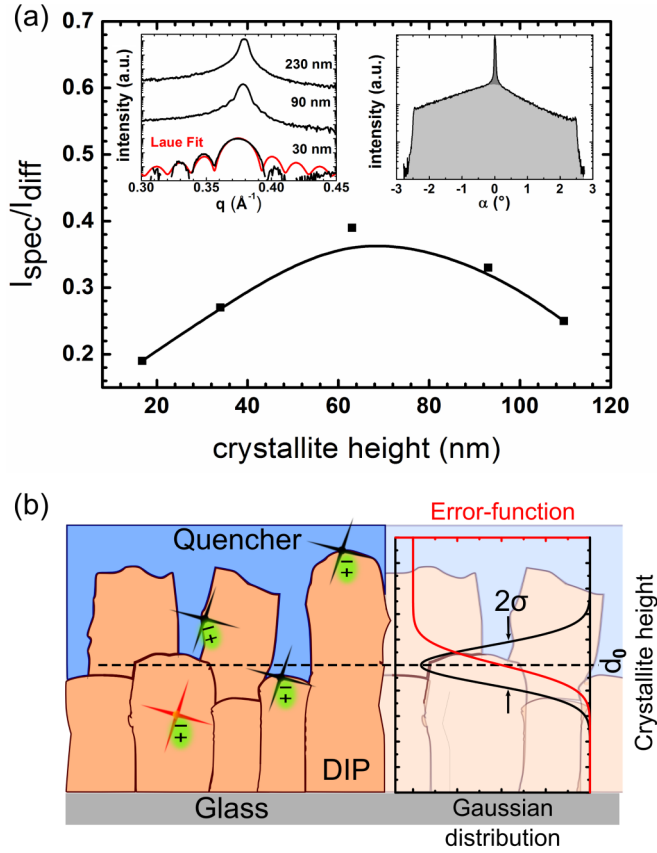 (a)
0.7
0.6
0.5
0.4
0.3
0.2
I_spec/I_diff
20 40 60 80 100 120
crystallite height (nm)
intensity (a.u.)
230 nm
90 nm
Laue Fit
30 nm
0.30 0.35 0.40 0.45
q (Å⁻¹)
intensity (a.u.)
-3 -2 -1 0 1 2 3
α (°)
(b)
Error-function
Quencher
2σ
d₀
Crystallite height
I+
I+
I+
I+
DIP
Glass
Gaussian
distribution